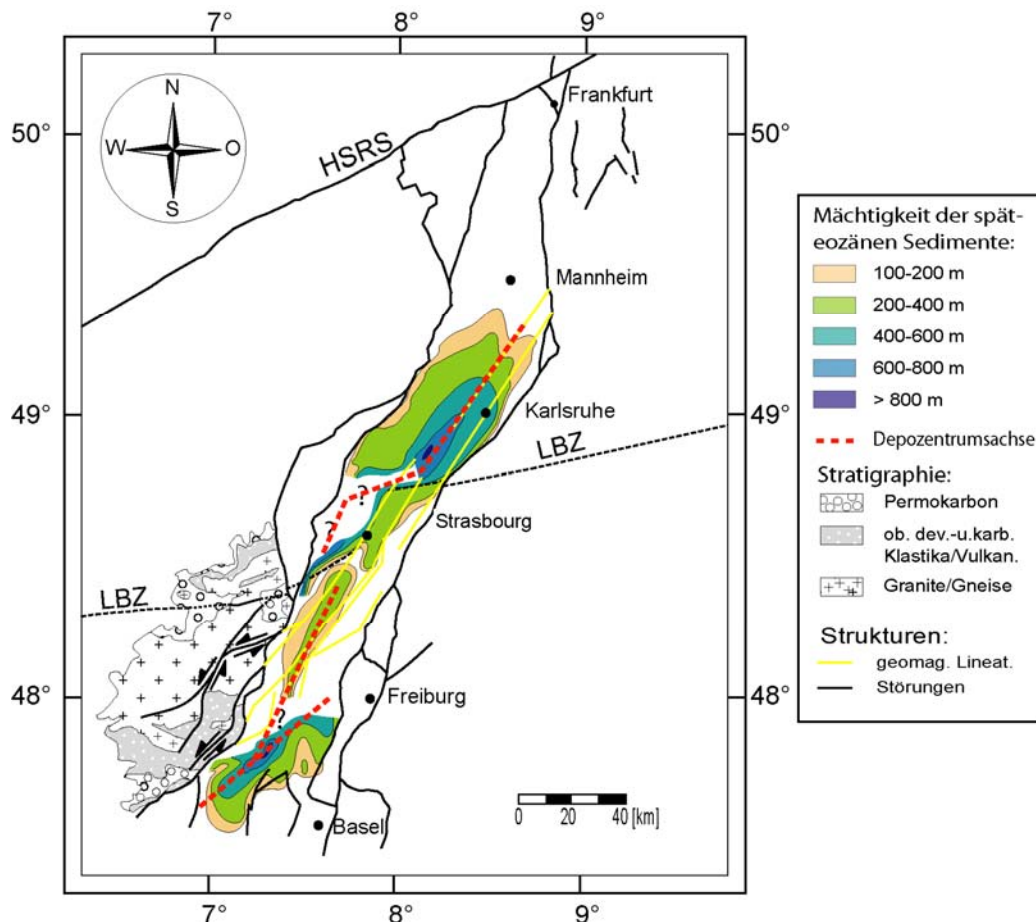 7°
8°
9°
N
W
O
S
50°
50°
HSRS
Frankfurt
Mannheim
49°
49°
Karlsruhe
LBZ
?
?
Strasbourg
LBZ
48°
48°
Freiburg
?
Basel
0 20 40 [km]
7°
8°
9°
Mächtigkeit der spät-
eozänen Sedimente:
100-200 m
200-400 m
400-600 m
600-800 m
> 800 m
Depozentrumsachse
Stratigraphie:
Permokarbon
ob. dev.-u.karb.
Klastika/Vulkan.
Granite/Gneise
Strukturen:
geomag. Lineat.
Störungen